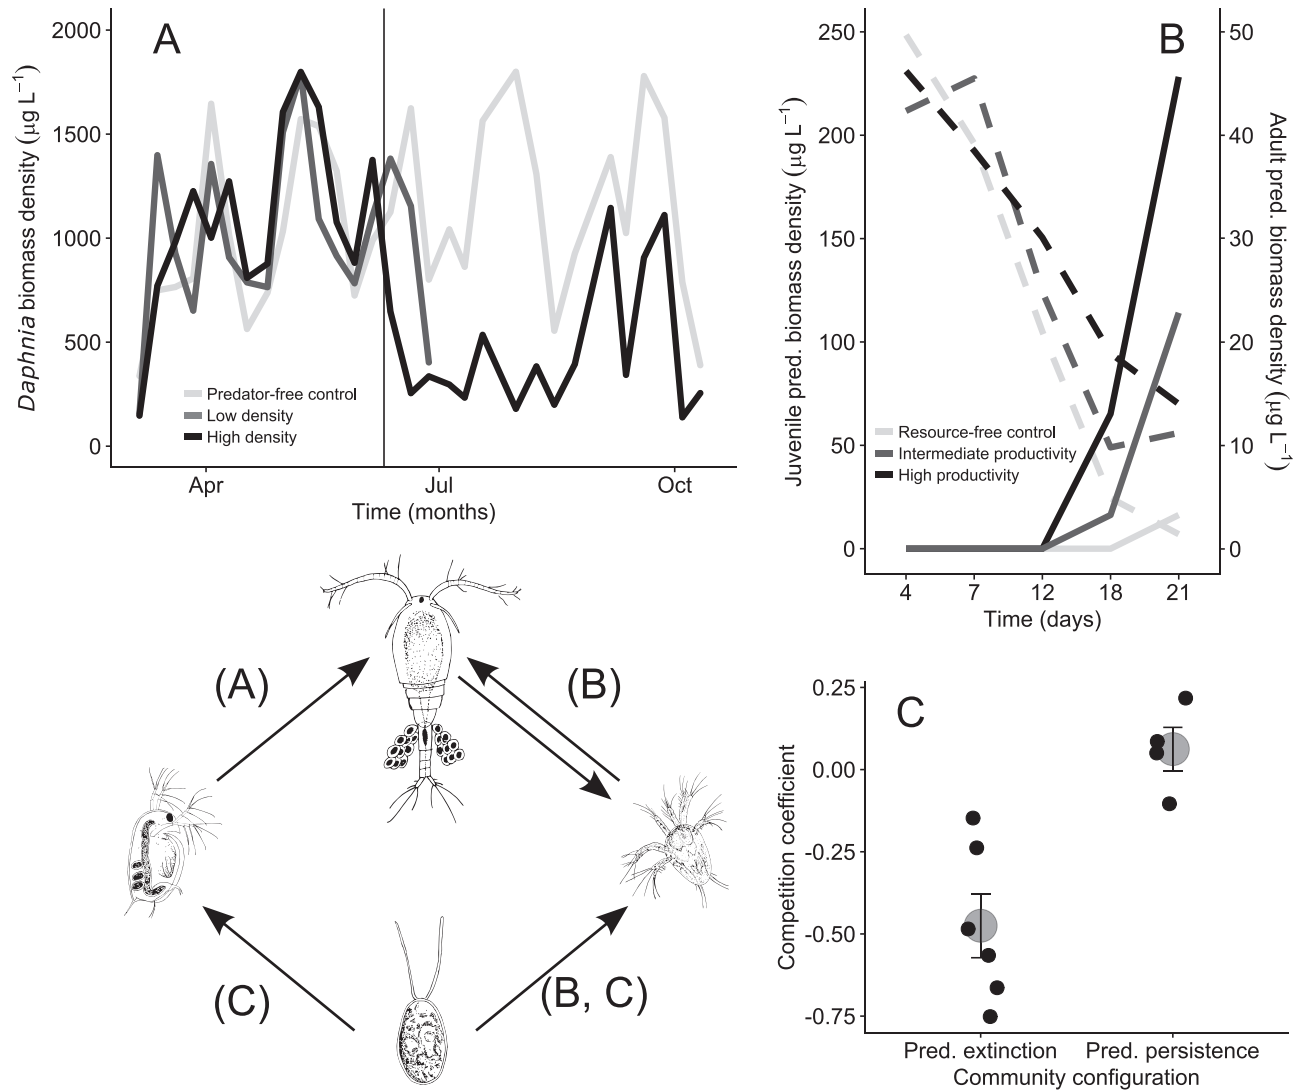 A
2000
1500
1000
500
0
Daphnia biomass density (μg L−1)
Predator-free control
Low density
High density
Apr
Jul
Oct
Time (months)
B
250
200
150
100
50
0
Juvenile pred. biomass density (μg L−1)
50
40
30
20
10
0
Adult pred. biomass density (μg L−1)
Resource-free control
Intermediate productivity
High productivity
4
7
12
18
21
Time (days)
(A)
(B)
(C)
(B, C)
C
0.25
0.00
-0.25
-0.50
-0.75
Competition coefficient
Pred. extinction
Pred. persistence
Community configuration